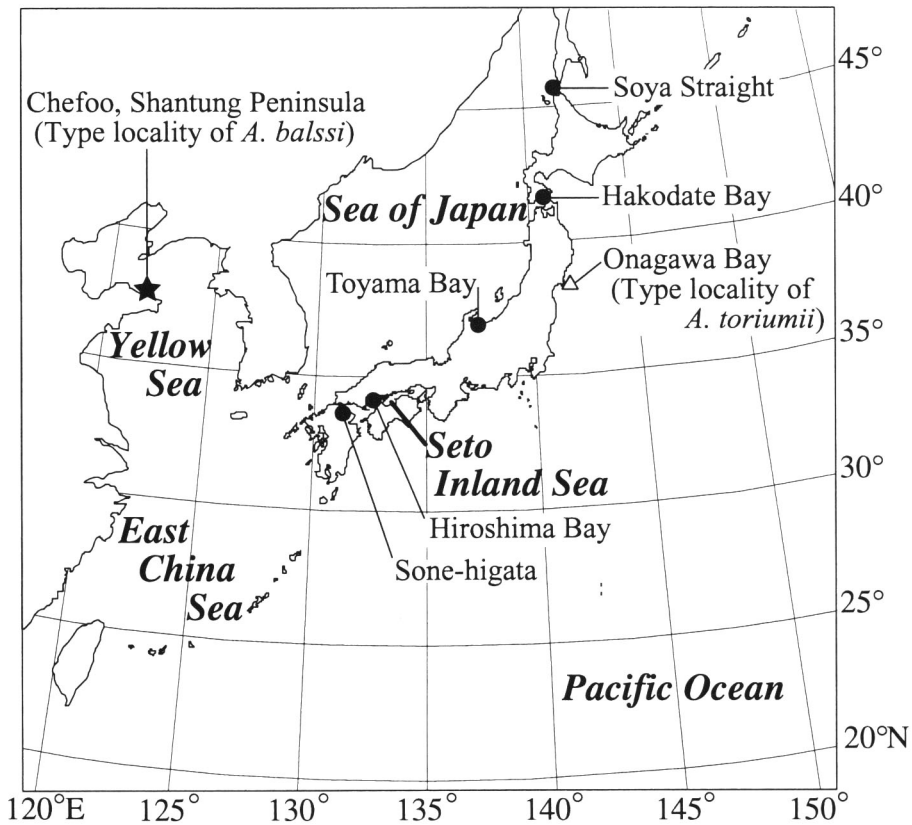 45°
Soya Straight
Chefoo, Shantung Peninsula
(Type locality of A. balssi)
40°
Sea of Japan
Hakodate Bay
Onagawa Bay
(Type locality of
A. toriumii)
Toyama Bay
35°
Yellow
Sea
Seto
Inland Sea
30°
Hiroshima Bay
East
China
Sea
Sone-higata
25°
Pacific Ocean
20°N
120°E
125°
130°
135°
140°
145°
150°